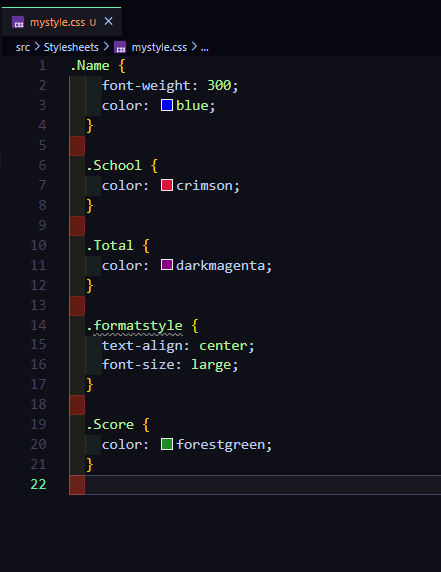 css mystyle.css U ×
src > Stylesheets > css mystyle.css > ...
1 .Name {
2 font-weight: 300;
3 color: blue;
4 }
5
6 .School {
7 color: crimson;
8 }
9
10 .Total {
11 color: darkmagenta;
12 }
13
14 .formatstyle {
15 text-align: center;
16 font-size: large;
17 }
18
19 .Score {
20 color: forestgreen;
21 }
22